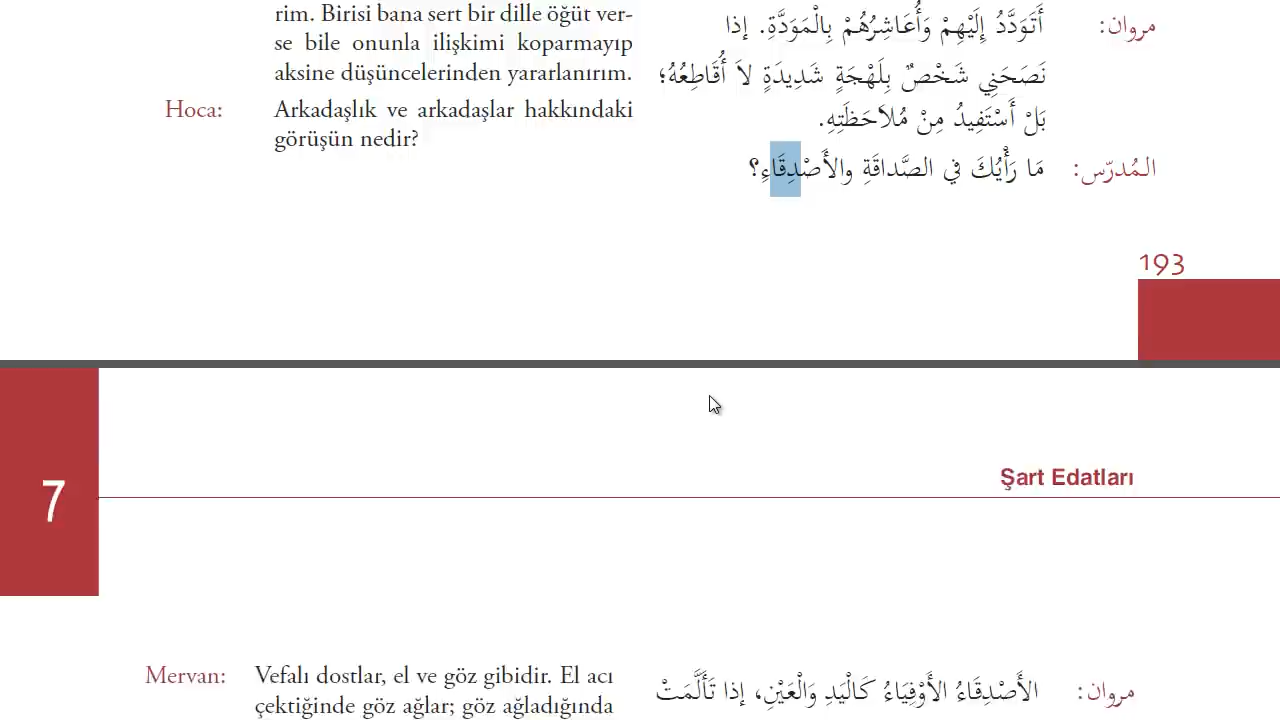 rim. Birisi bana sert bir dille öğüt ver-
se bile onunla ilişkimi koparmayıp
aksine düşüncelerinden yararlanırım.
Hoca: Arkadaşlık ve arkadaşlar hakkındaki
görüşün nedir?
مروان: أَتَوَدَّدُ إِلَيْهِمْ وَأُعَاشِرُهُمْ بِالْمَوَدَّةِ. إذا
نَصَحَنِي شَخْصٌ بِلَهْجَةٍ شَدِيدَةٍ لاَ أُقَاطِعُهُ؛
بَلْ أَسْتَفِيدُ مِنْ مُلاَحَظَتِهِ.
المُدرّس: مَا رَأْيُكَ في الصَّداقَةِ والأَصْدِقَاءِ؟
193
7
Şart Edatları
Mervan: Vefalı dostlar, el ve göz gibidir. El acı
çektiğinde göz ağlar; göz ağladığında
مروان: الأَصْدِقَاءُ الأَوْفِيَاءُ كَالْيَدِ وَالْعَيْنِ، إذا تَأَلَّمَتْ